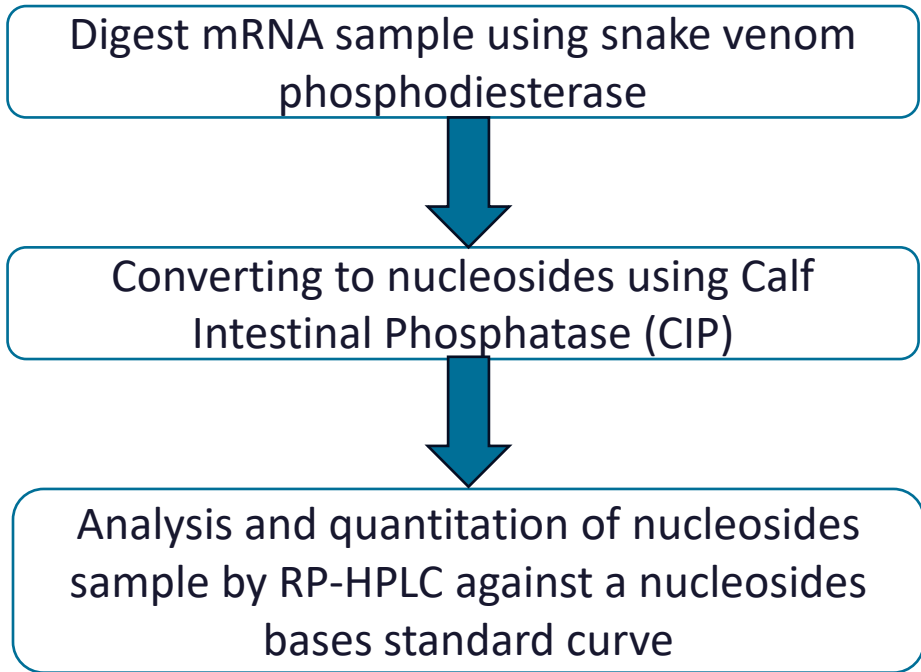 Digest mRNA sample using snake venom
phosphodiesterase
Converting to nucleosides using Calf
Intestinal Phosphatase (CIP)
Analysis and quantitation of nucleosides
sample by RP-HPLC against a nucleosides
bases standard curve